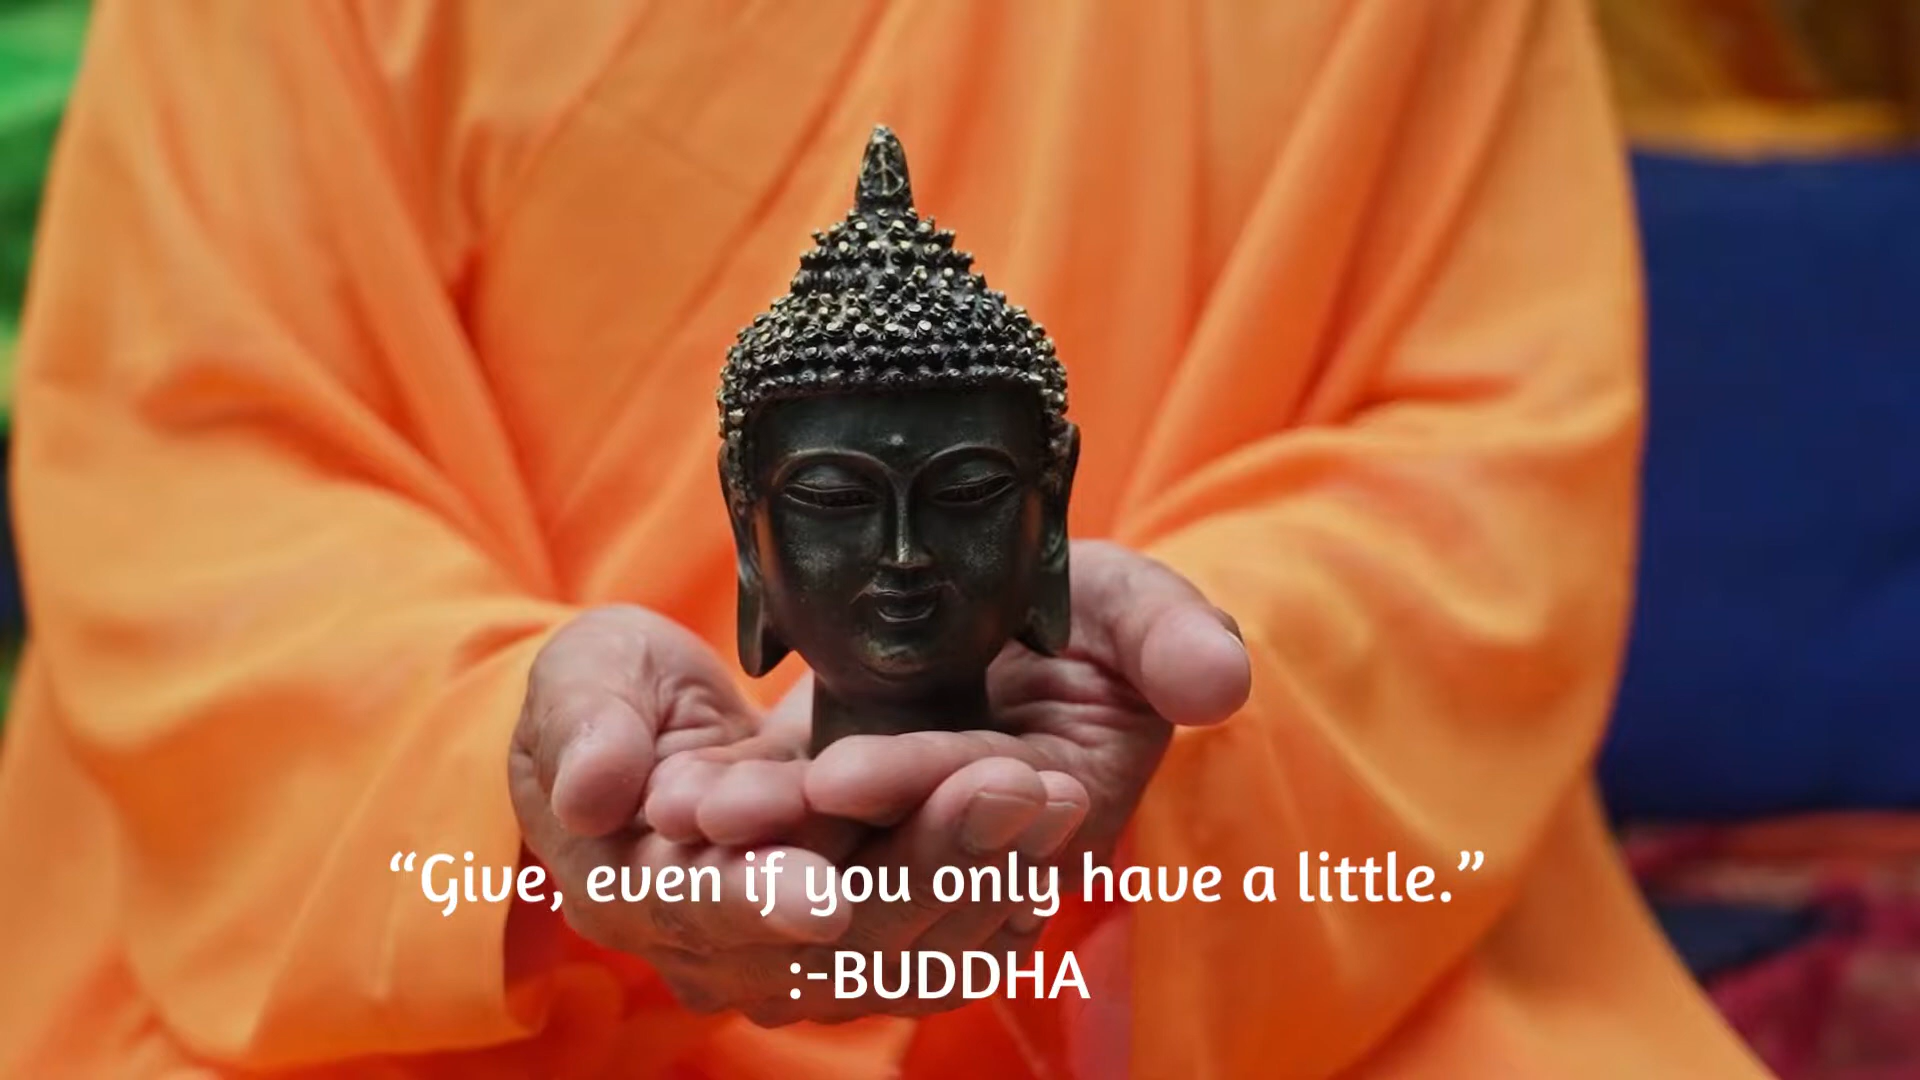 “Give, even if you only have a little.”
:-BUDDHA